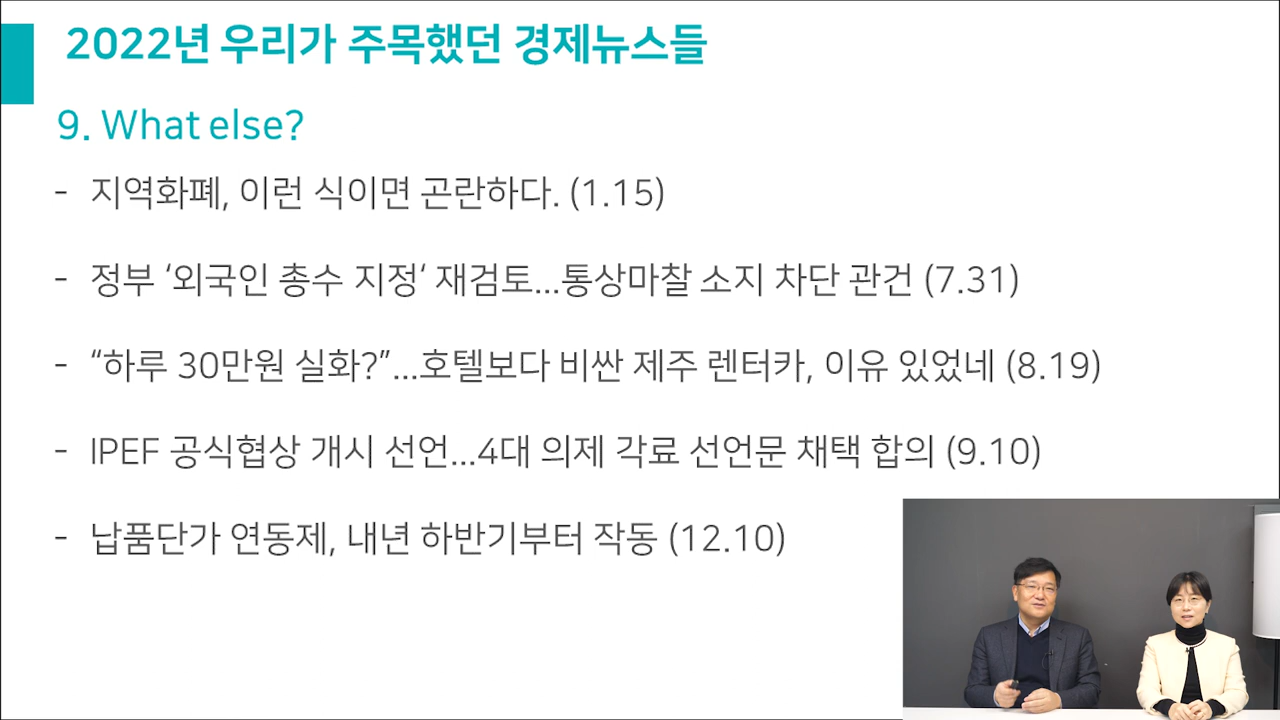 2022년 우리가 주목했던 경제뉴스들
9. What else?
- 지역화폐, 이런 식이면 곤란하다. (1.15)
- 정부 ‘외국인 총수 지정‘ 재검토...통상마찰 소지 차단 관건 (7.31)
- “하루 30만원 실화?”...호텔보다 비싼 제주 렌터카, 이유 있었네 (8.19)
- IPEF 공식협상 개시 선언...4대 의제 각료 선언문 채택 합의 (9.10)
- 납품단가 연동제, 내년 하반기부터 작동 (12.10)